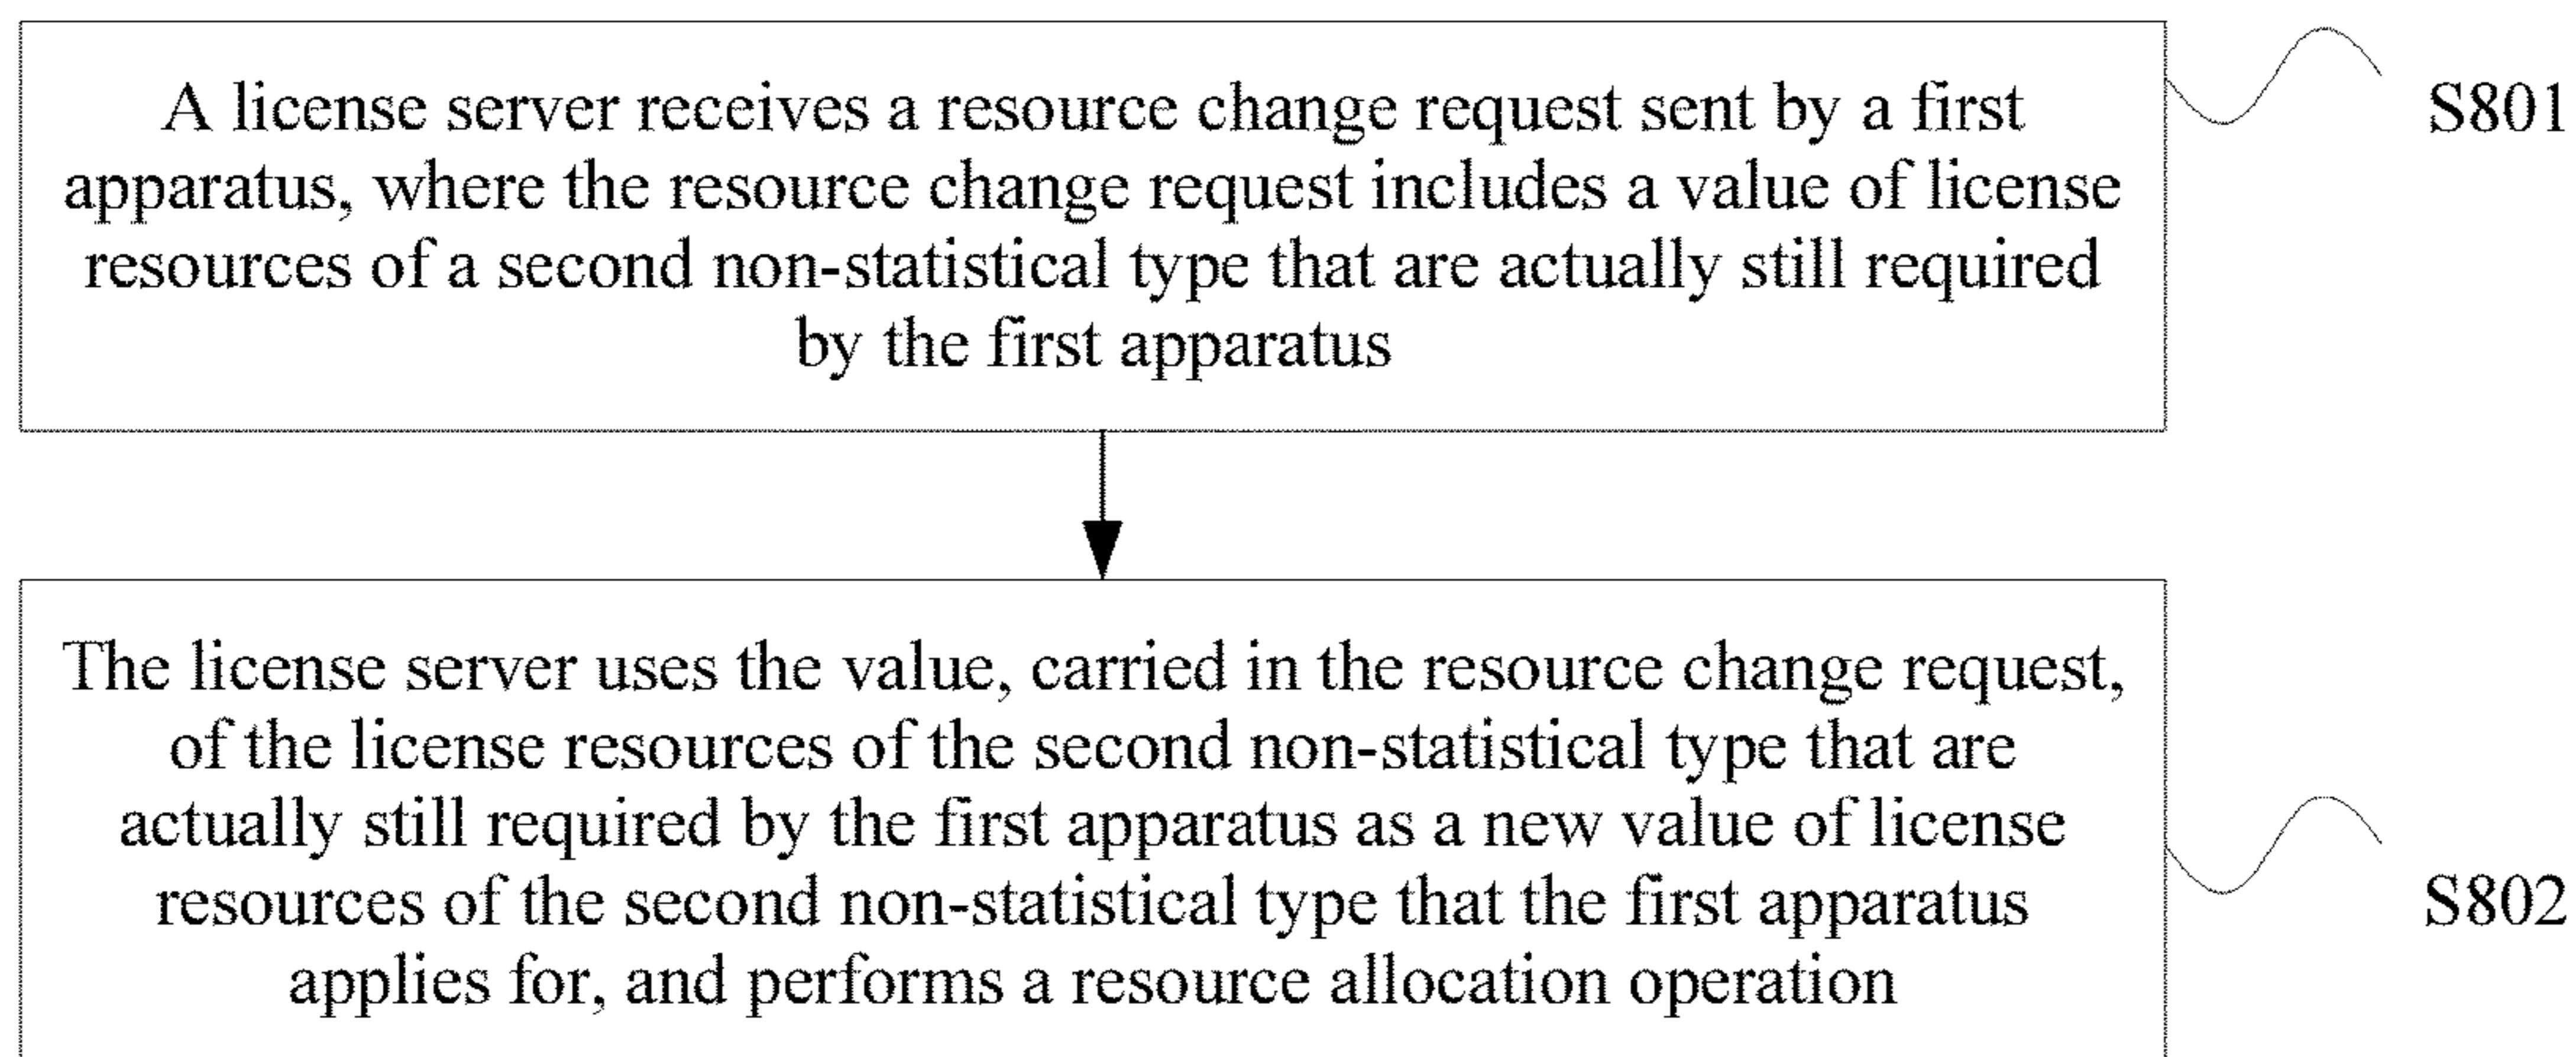 A license server receives a resource change request sent by a first
apparatus, where the resource change request includes a value of license
resources of a second non-statistical type that are actually still required
by the first apparatus
S801
The license server uses the value, carried in the resource change request,
of the license resources of the second non-statistical type that are
actually still required by the first apparatus as a new value of license
resources of the second non-statistical type that the first apparatus
applies for, and performs a resource allocation operation
S802